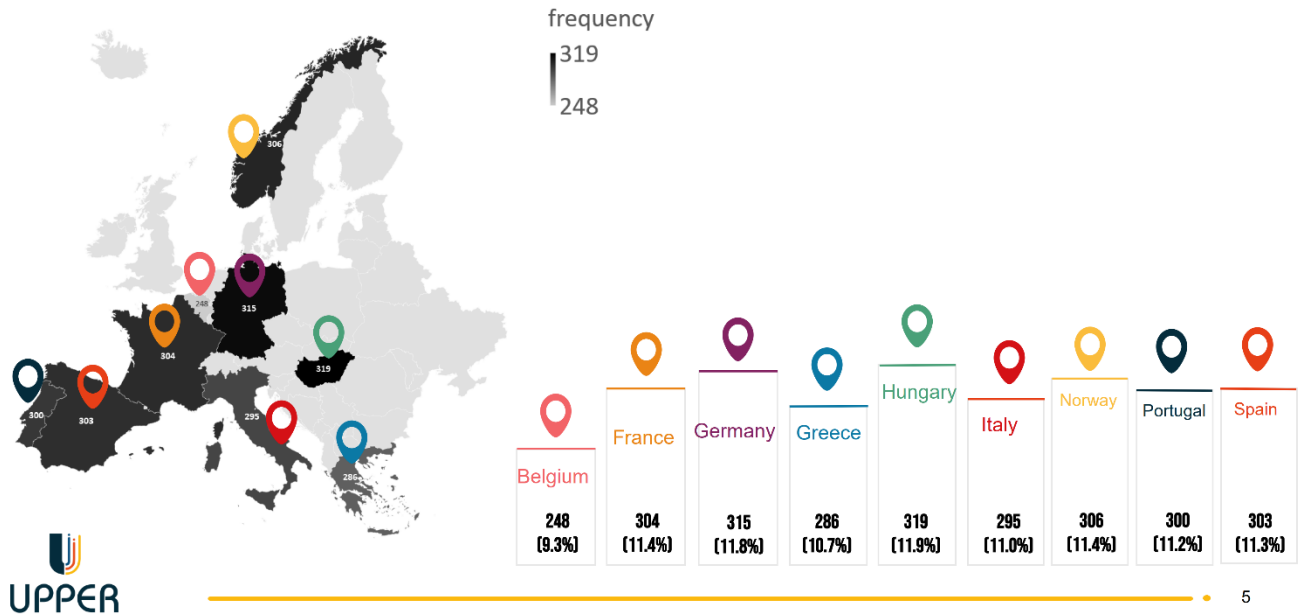 frequency
319
248
306
248
315
304
319
300
303
295
286
Belgium
248
(9.3%)
France
304
(11.4%)
Germany
315
(11.8%)
Greece
286
(10.7%)
Hungary
319
(11.9%)
Italy
295
(11.0%)
Norway
306
(11.4%)
Portugal
300
(11.2%)
Spain
303
(11.3%)
UPPER
5